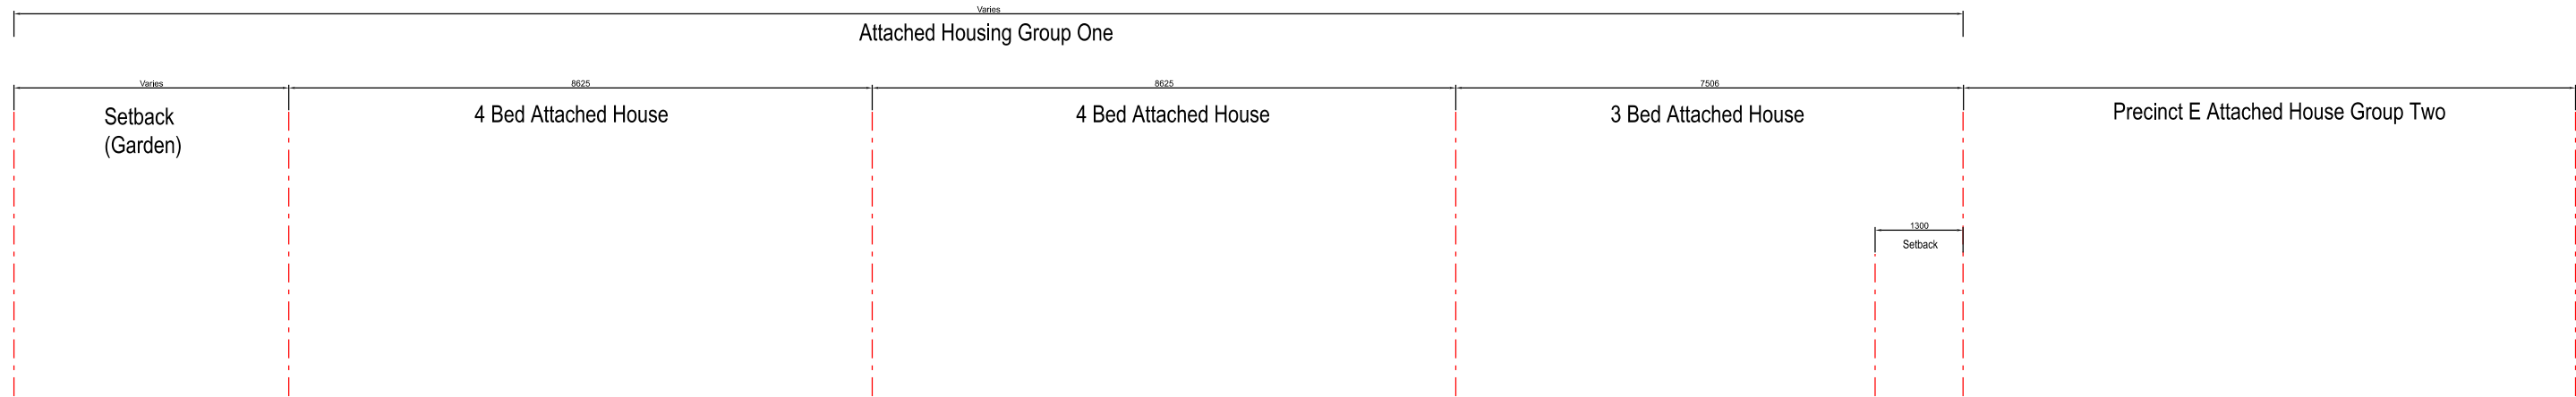 Varies
Attached Housing Group One
Varies
8625
8625
7506
Setback
(Garden)
4 Bed Attached House
4 Bed Attached House
3 Bed Attached House
Precinct E Attached House Group Two
1300
Setback